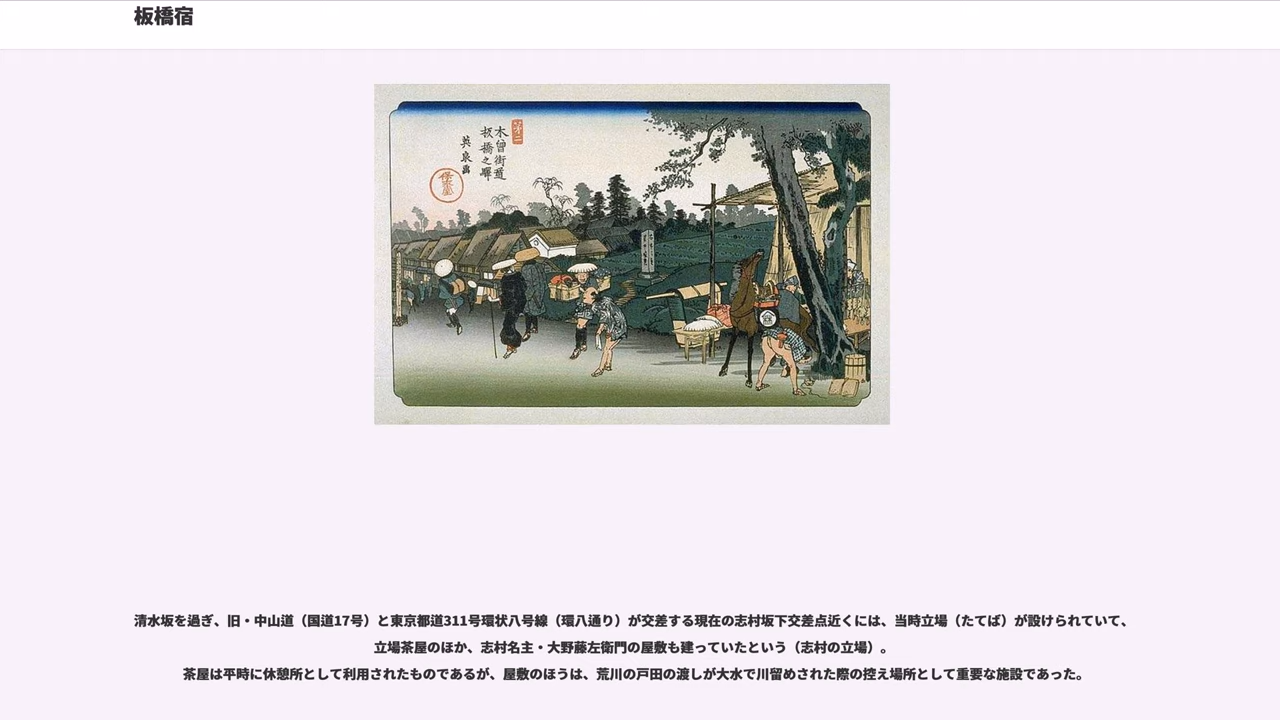 板橋宿
第二
木曽街道
板橋之驛
英泉画
保永堂
清水坂を過ぎ、旧・中山道（国道17号）と東京都道311号環状八号線（環八通り）が交差する現在の志村坂下交差点近くには、当時立場（たてば）が設けられていて、
立場茶屋のほか、志村名主・大野藤左衛門の屋敷も建っていたという（志村の立場）。
茶屋は平時に休憩所として利用されたものであるが、屋敷のほうは、荒川の戸田の渡しが大水で川留めされた際の控え場所として重要な施設であった。